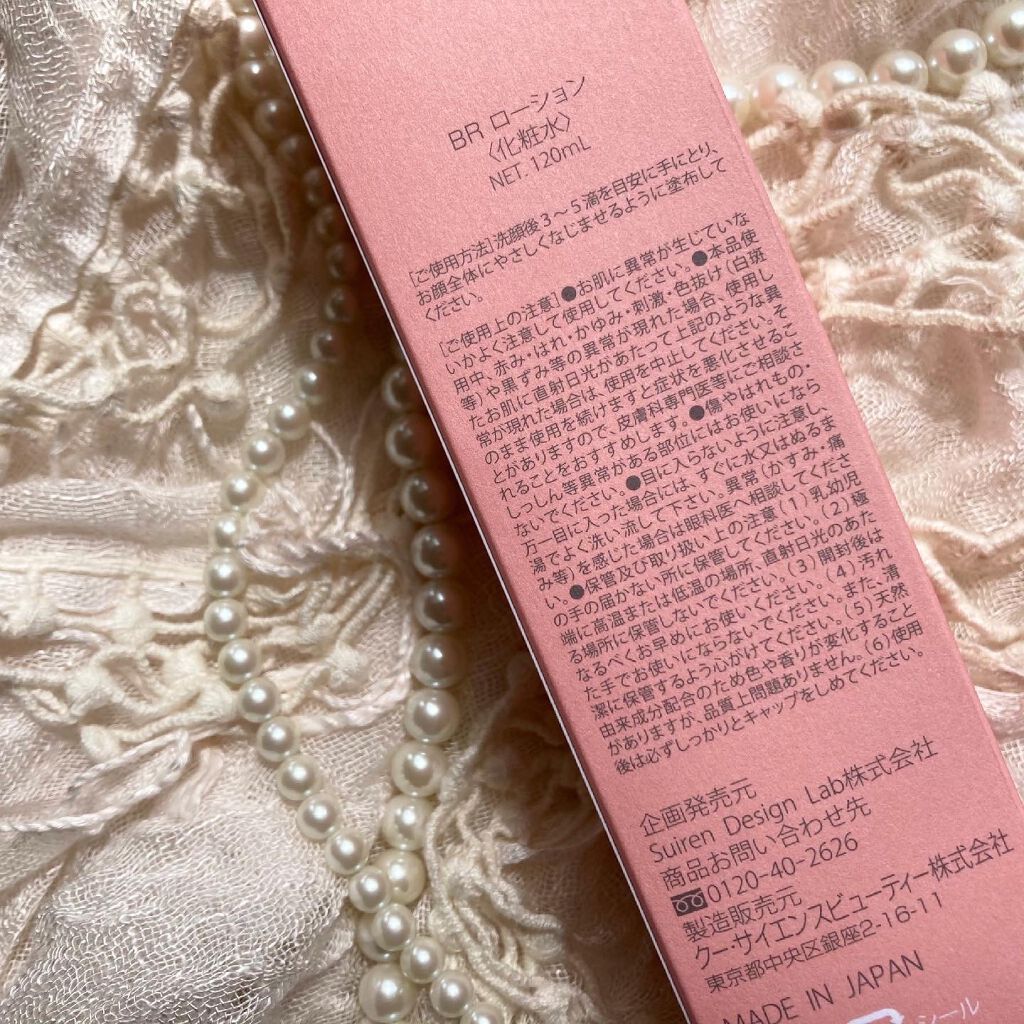 BR ローション
〈化粧水〉
NET. 120mL
[ご使用方法]洗顔後3～5滴を目安に手にとり、
お顔全体にやさしくなじませるように塗布して
ください。
[ご使用上の注意]●お肌に異常が生じていな
いかよく注意して使用してください。●本品使
用中、赤み・はれ・かゆみ・刺激・色抜け(白斑
等)や黒ずみ等の異常が現れた場合、使用し
たお肌に直射日光があたって上記のような異
常が現れた場合は、使用を中止してください。そ
のまま使用を続けますと症状を悪化させるこ
とがありますので、皮膚科専門医等にご相談さ
れることをおすすめします。●傷やはれもの・
しっしん等異常がある部位にはお使いになら
ないでください。●目に入らないように注意し、
万一目に入った場合には すぐに水又はぬるま
湯でよく洗い流して下さい。異常(かすみ・痛
み等)を感じた場合は眼科医へ相談してくださ
い。●保管及び取り扱い上の注意(1)乳幼児
の手の届かない所に保管してください。(2)極
端に高温または低温の場所、直射日光のあた
る場所に保管しないでください。(3)開封後は
なるべくお早めにお使いください。(4)汚れ
た手でお使いにならないでください。また、清
潔に保管するよう心がけてください。(5)天然
由来成分配合のため色や香りが変化すること
がありますが、品質上問題ありません。(6)使用
後は必ずしっかりとキャップをしめてください。
企画発売元
Suiren Design Lab株式会社
商品お問い合わせ先
0120-40-2626
製造販売元
クーサイエンスビューティー株式会社
東京都中央区銀座2-16-11
MADE IN JAPAN
シール